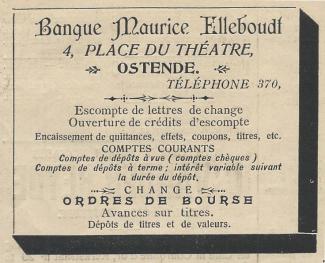 Banque Maurice Elleboudt
4, PLACE DU THÉATRE,
OSTENDE.
TÉLÉPHONE 370,
Escompte de lettres de change
Ouverture de crédits d'escompte
Encaissement de quittances, effets, coupons, titres, etc.
COMPTES COURANTS
Comptes de dépôts à vue (comptes chèques)
Comptes de dépôts à terme; intérêt variable suivant
la durée du dépôt.
CHANGE
ORDRES DE BOURSE
Avances sur titres.
Dépôts de titres et de valeurs.